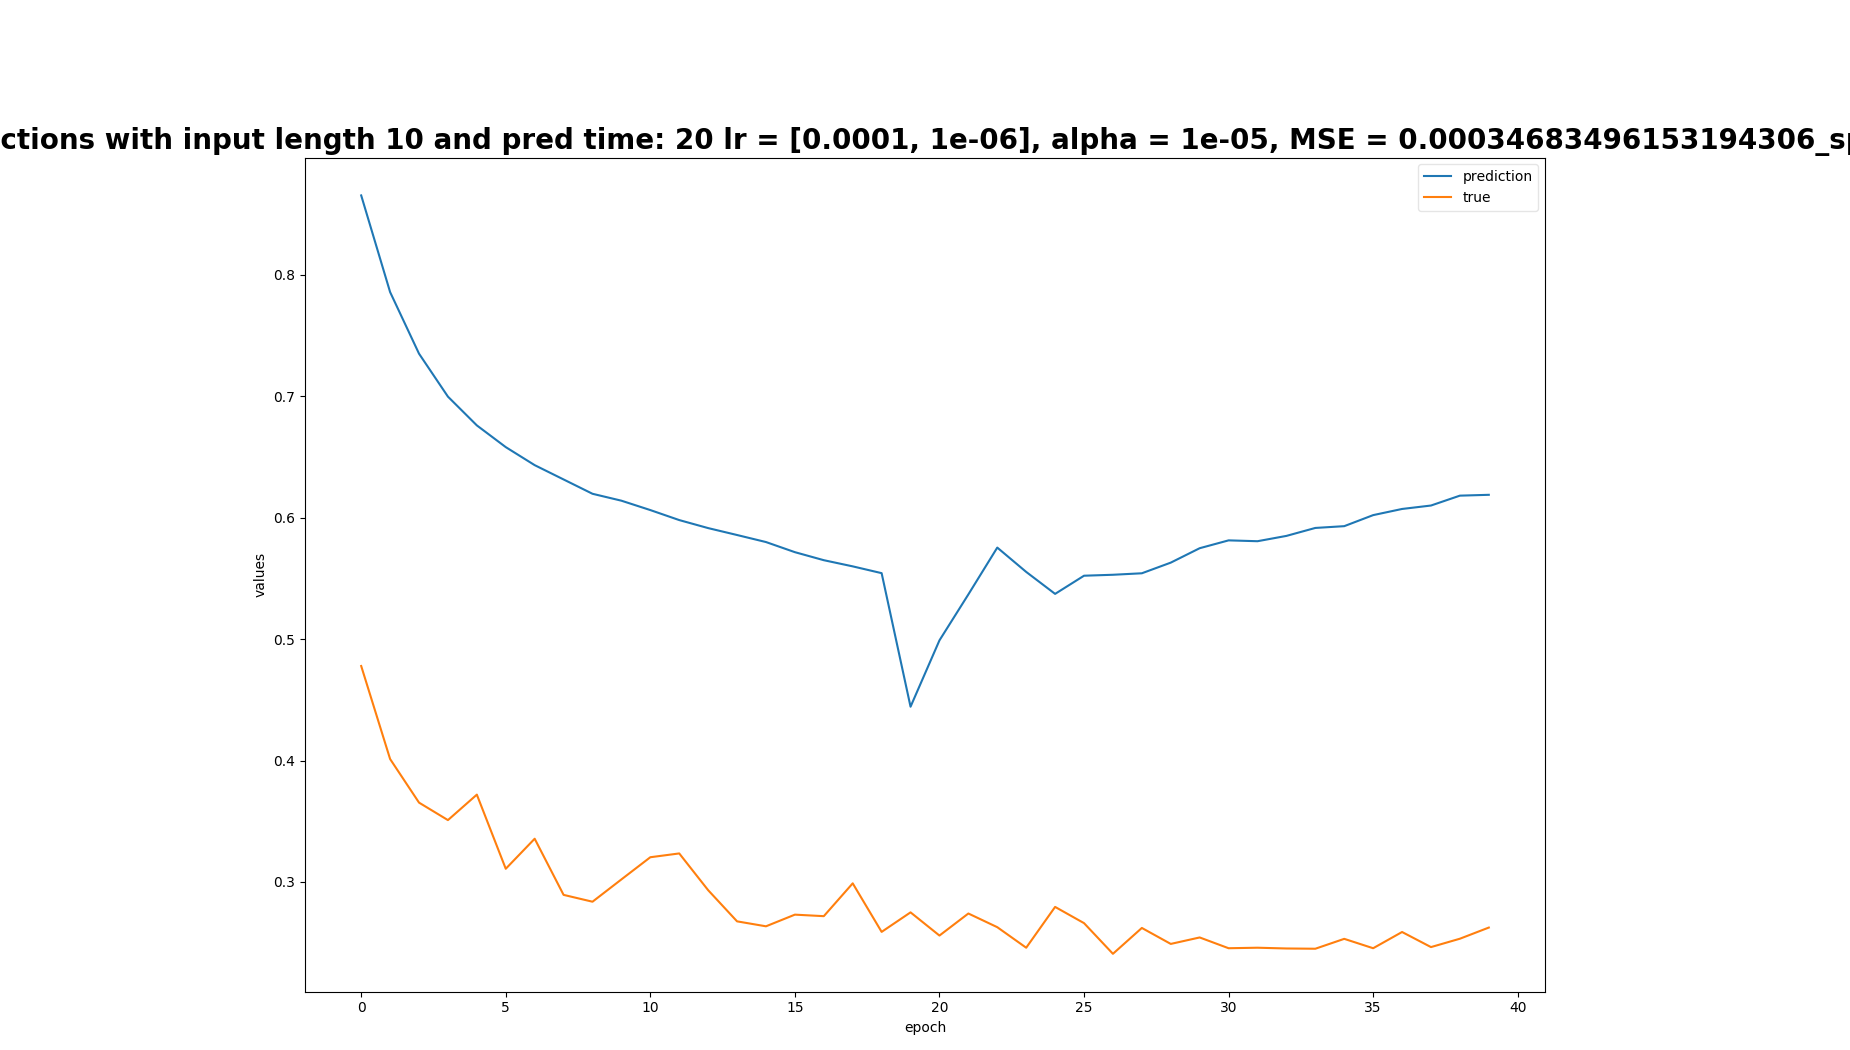 ctions with input length 10 and pred time: 20 lr = [0.0001, 1e-06], alpha = 1e-05, MSE = 0.00034683496153194306_sp
prediction
true
0.8
0.7
0.6
0.5
0.4
0.3
values
0 5 10 15 20 25 30 35 40
epoch